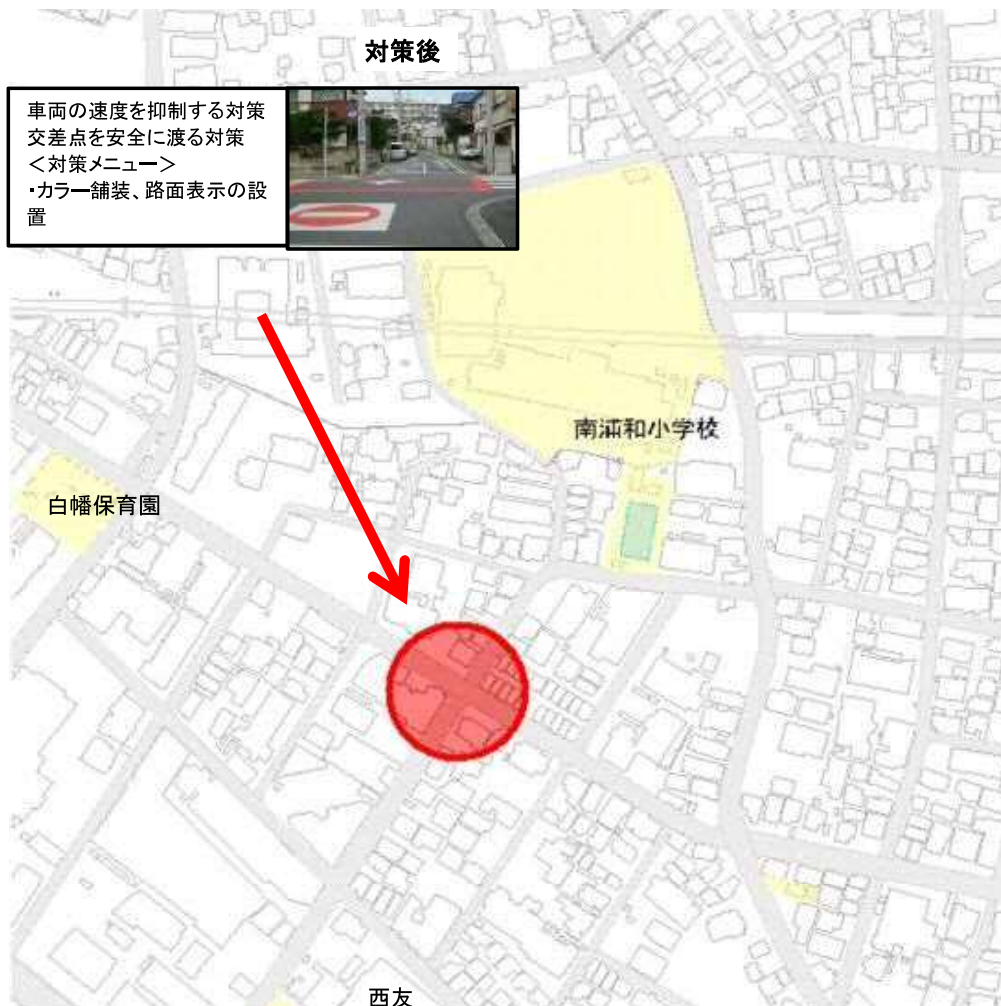 対策後
車両の速度を抑制する対策
交差点を安全に渡る対策
<対策メニュー>
・カラー舗装、路面表示の設
置
南浦和小学校
白幡保育園
西友